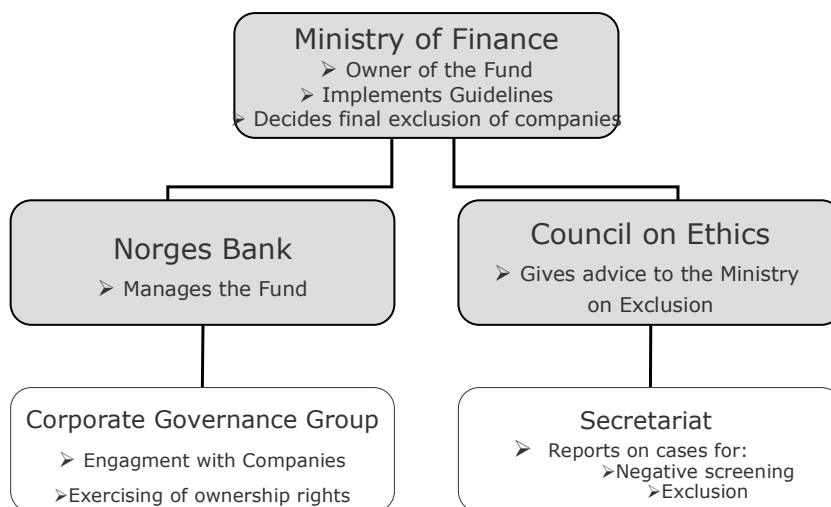 Ministry of Finance
➢ Owner of the Fund
➢ Implements Guidelines
➢ Decides final exclusion of companies
Norges Bank
➢ Manages the Fund
Council on Ethics
➢ Gives advice to the Ministry
on Exclusion
Corporate Governance Group
➢ Engagment with Companies
➢Exercising of ownership rights
Secretariat
➢ Reports on cases for:
➢Negative screening
➢Exclusion